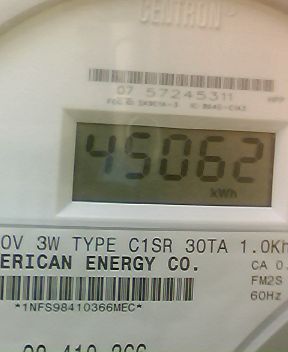 CENTRON
07 57245311
45062
kWh
0V 3W TYPE C1SR 30TA 1.0Kh
ERICAN ENERGY CO.
CA 0.
FM2S
60Hz
*1NFS98410366MEC*